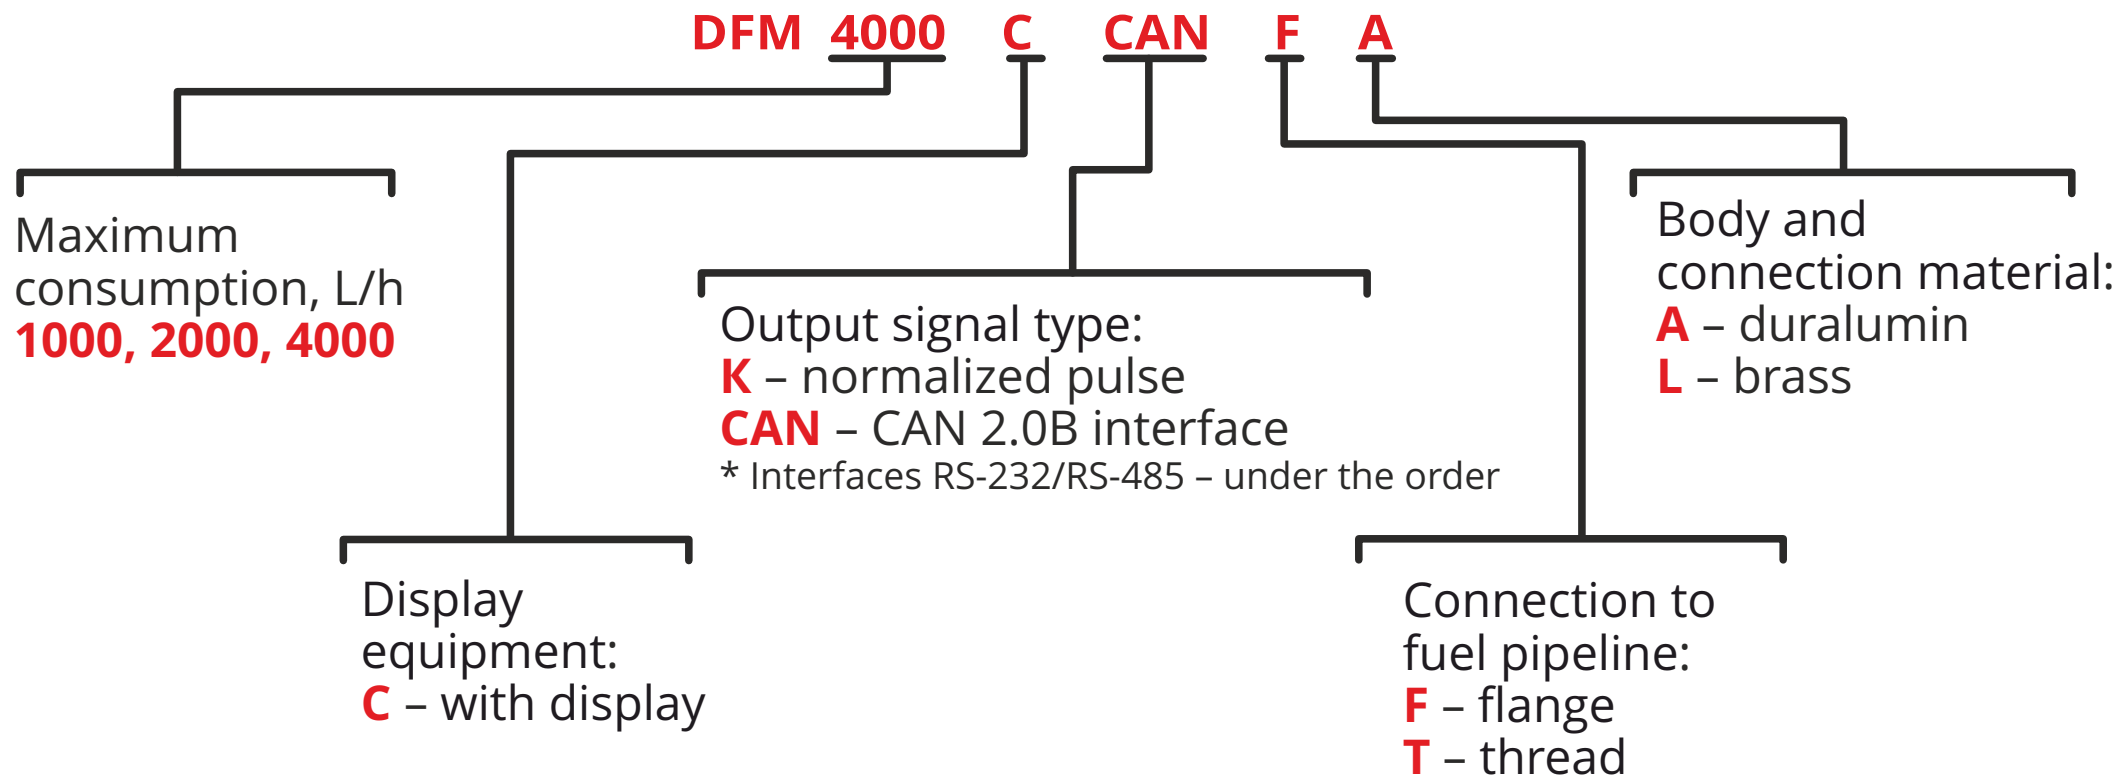 DFM 4000 C CAN F A
Maximum
consumption, L/h
1000, 2000, 4000
Display
equipment:
C – with display
Output signal type:
K – normalized pulse
CAN – CAN 2.0B interface
* Interfaces RS-232/RS-485 – under the order
Connection to
fuel pipeline:
F – flange
T – thread
Body and
connection material:
A – duralumin
L – brass